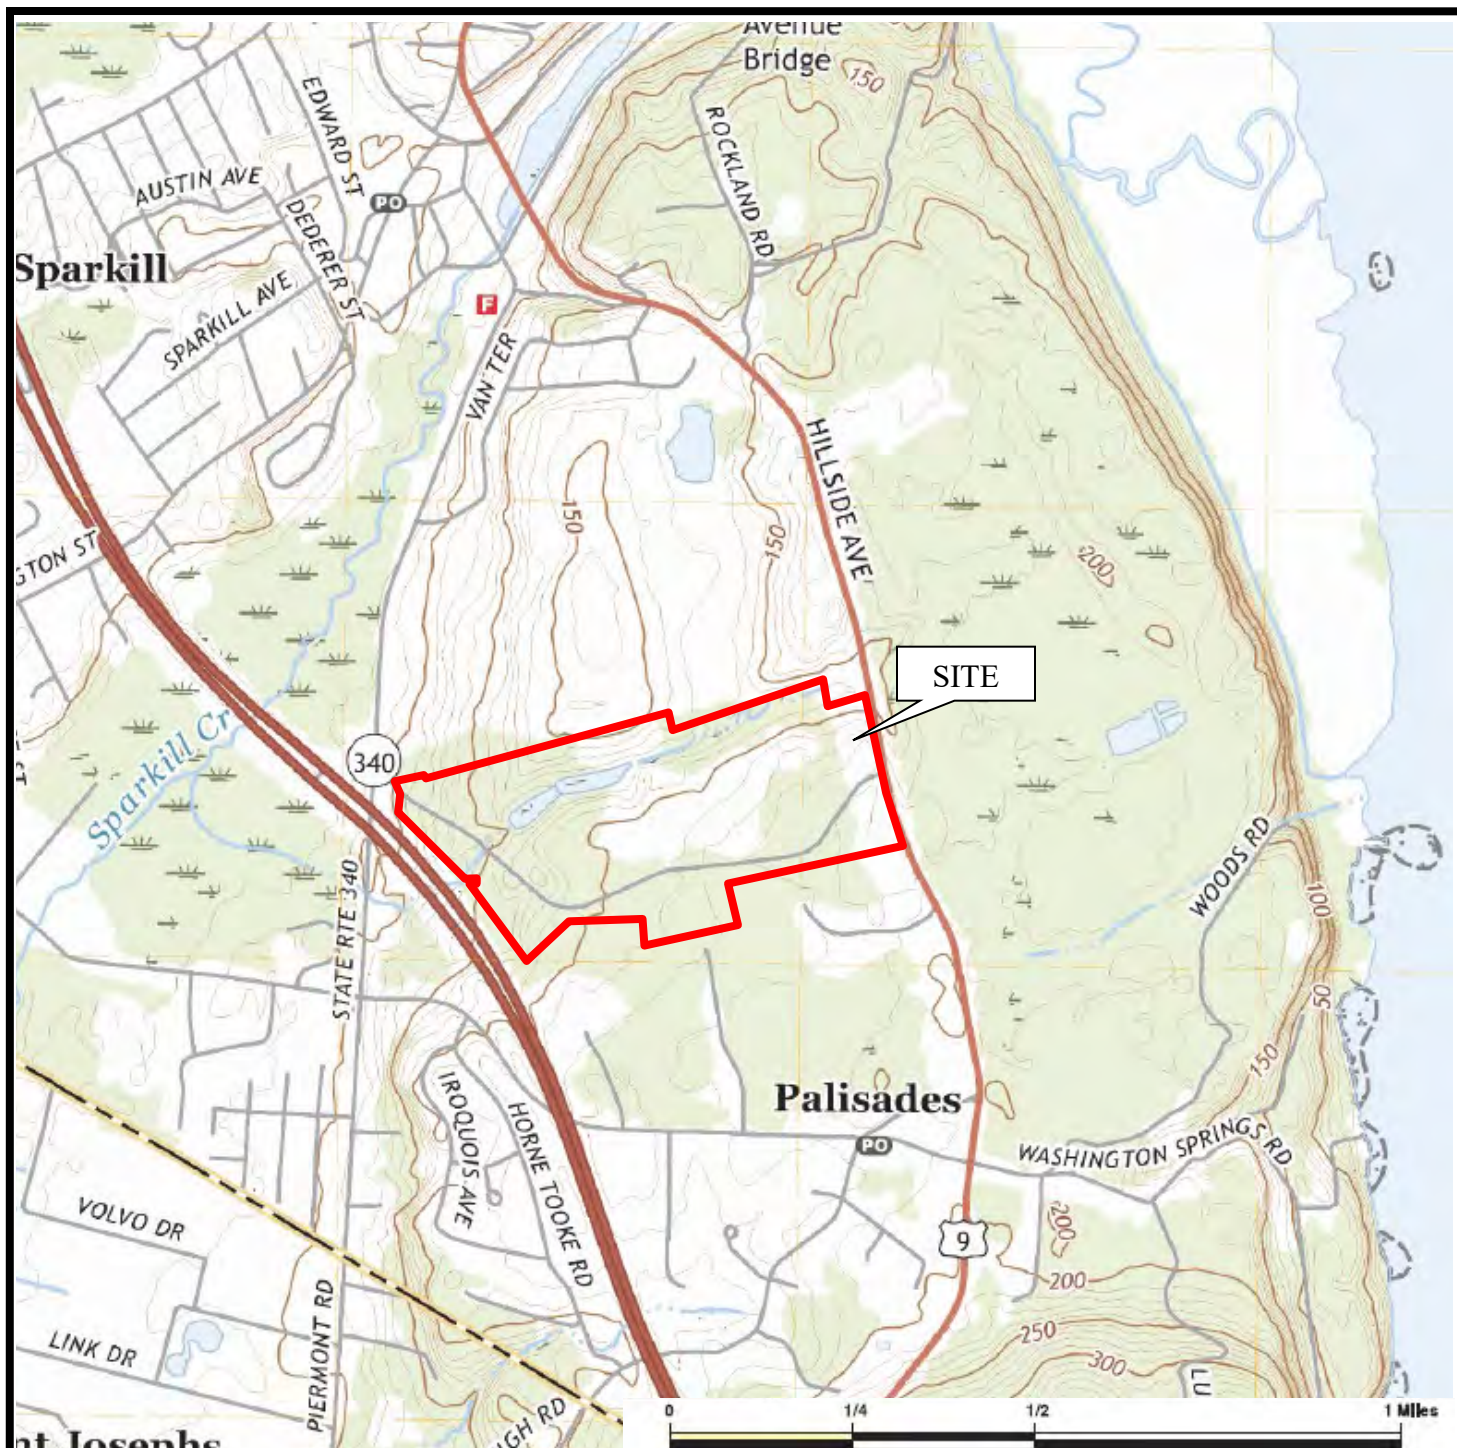 Avenue
Bridge
150
EDWARD ST
ROCKLAND RD
AUSTIN AVE
PO
DEDERER ST
Sparkill
SPARKILL AVE
F
VAN TER
HILLSIDE AVE
150
150
200
GTON ST
SITE
Sparkill Cr
340
WOODS RD
STATE RTE 340
100
50
150
IROQUOIS AVE
HORNE TOOKE RD
Palisades
PO
WASHINGTON SPRINGS RD
VOLVO DR
200
9
200
PIERMONT RD
LINK DR
250
300
LU
IGH RD
nt Josephs
0 1/4 1/2 1 Miles